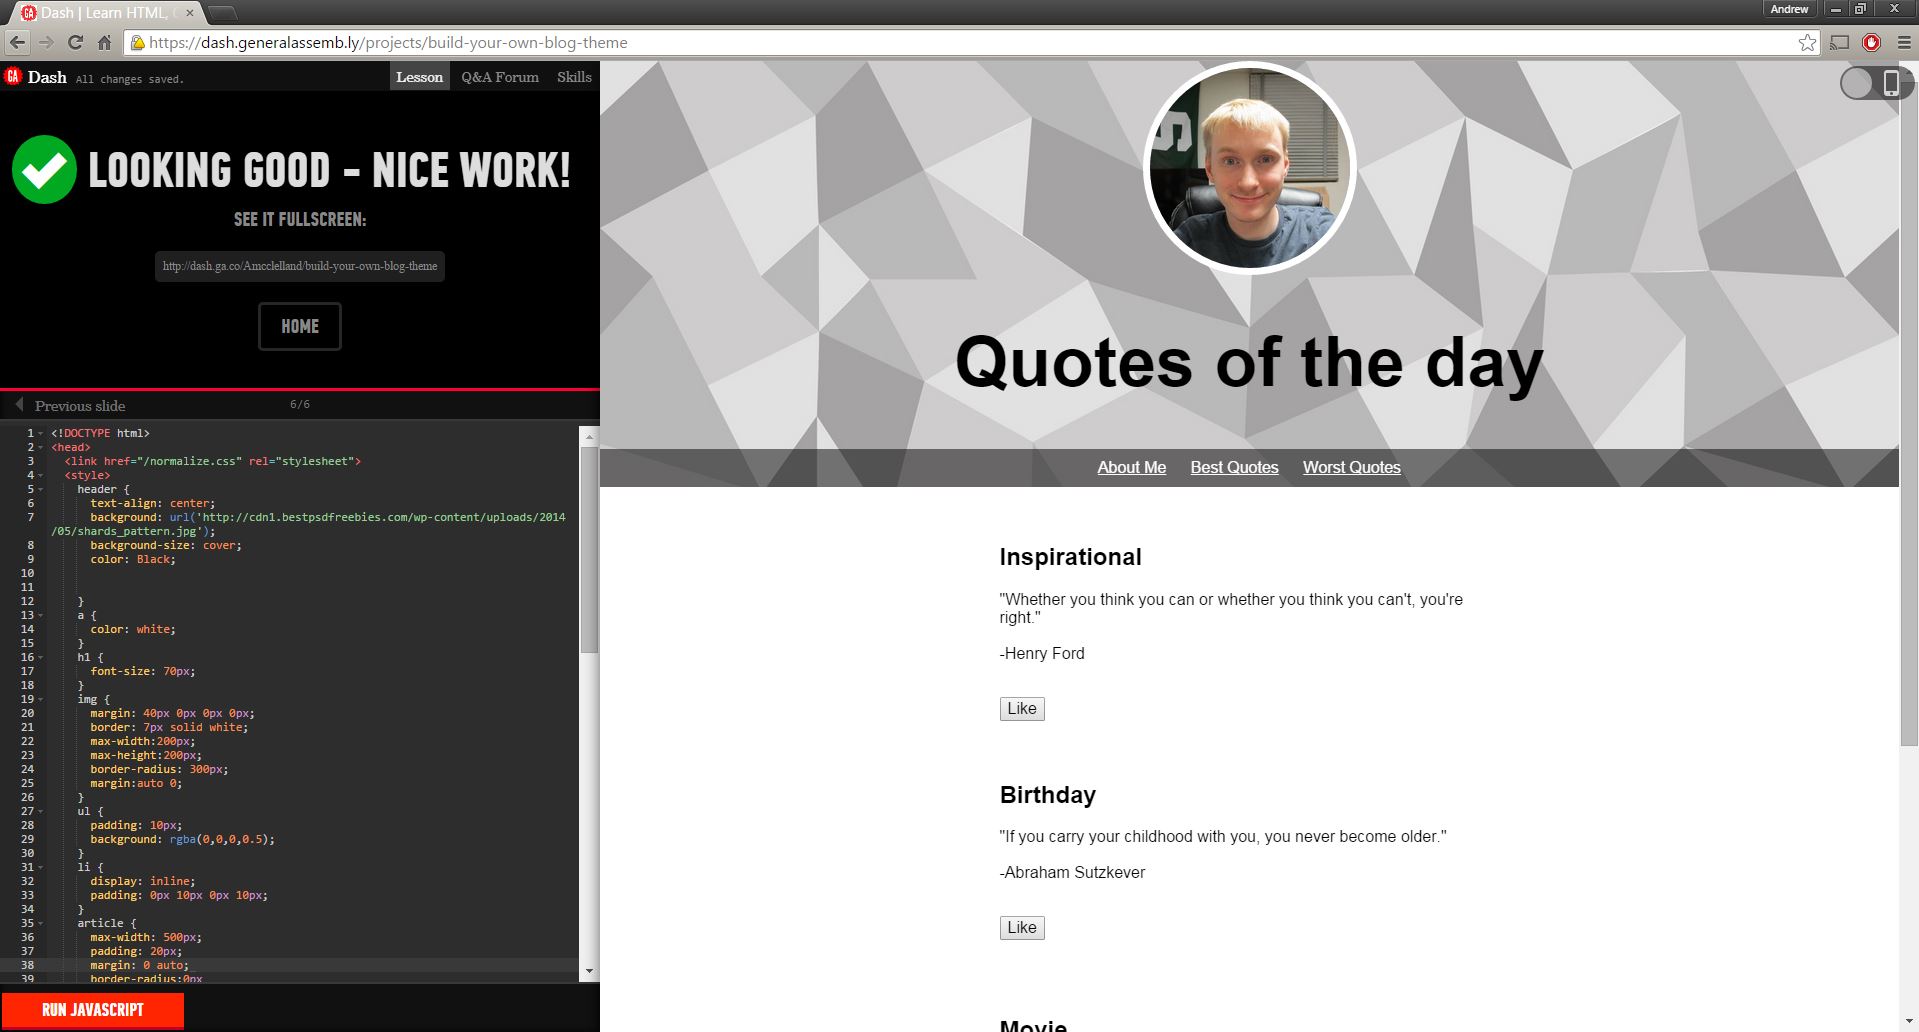 Dash | Learn HTML, C
Andrew
https://dash.generalassemb.ly/projects/build-your-own-blog-theme
GA Dash All changes saved.
Lesson Q&A Forum Skills
LOOKING GOOD - NICE WORK!
SEE IT FULLSCREEN:
http://dash.ga.co/Amcclelland/build-your-own-blog-theme
HOME
Previous slide 6/6
1 <!DOCTYPE html>
2 <head>
3 <link href="/normalize.css" rel="stylesheet">
4 <style>
5 header {
6 text-align: center;
7 background: url('http://cdn1.bestpsdfreebies.com/wp-content/uploads/2014
/05/shards_pattern.jpg');
8 background-size: cover;
9 color: Black;
10
11
12 }
13 a {
14 color: white;
15 }
16 h1 {
17 font-size: 70px;
18 }
19 img {
20 margin: 40px 0px 0px 0px;
21 border: 7px solid white;
22 max-width:200px;
23 max-height:200px;
24 border-radius: 300px;
25 margin:auto 0;
26 }
27 ul {
28 padding: 10px;
29 background: rgba(0,0,0,0.5);
30 }
31 li {
32 display: inline;
33 padding: 0px 10px 0px 10px;
34 }
35 article {
36 max-width: 500px;
37 padding: 20px;
38 margin: 0 auto;
39 border-radius:0px
RUN JAVASCRIPT
Quotes of the day
About Me Best Quotes Worst Quotes
Inspirational
"Whether you think you can or whether you think you can't, you're
right."
-Henry Ford
Like
Birthday
"If you carry your childhood with you, you never become older."
-Abraham Sutzkever
Like
Movie